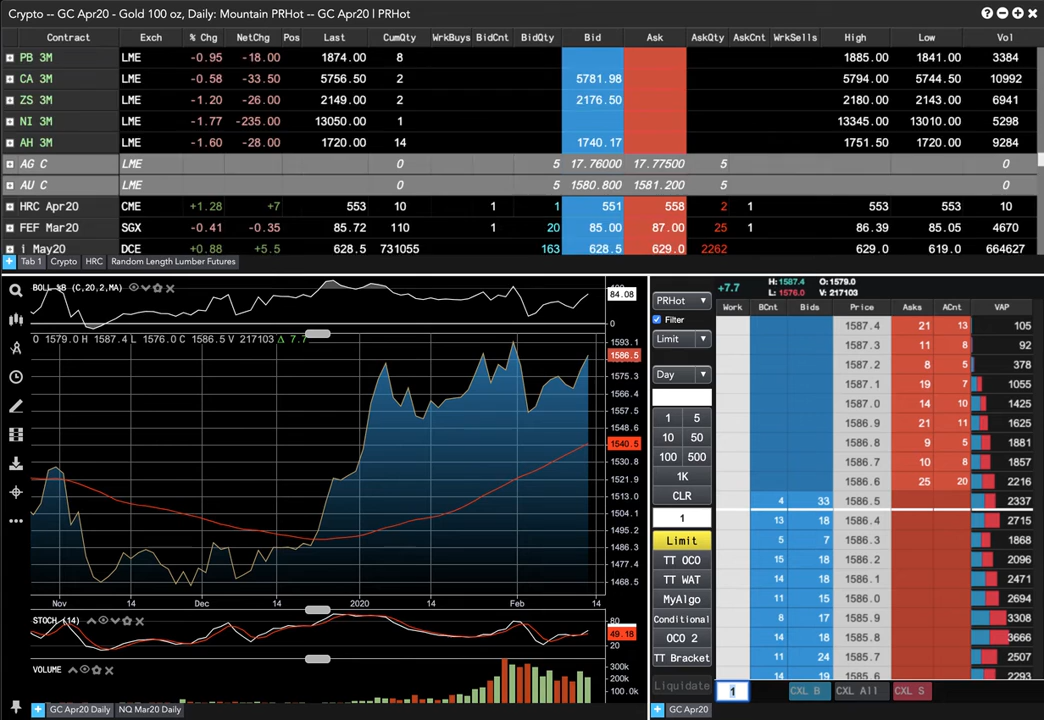 Crypto -- GC Apr20 - Gold 100 oz, Daily: Mountain PRHot -- GC Apr20 | PRHot
Contract Exch % Chg NetChg Pos Last CumQty WrkBuys BidCnt BidQty Bid Ask AskQty AskCnt WrkSells High Low Vol
PB 3M LME -0.95 -18.00 1874.00 8 1885.00 1841.00 3384
CA 3M LME -0.58 -33.50 5756.50 2 5781.98 5794.00 5744.50 10992
ZS 3M LME -1.20 -26.00 2149.00 2 2176.50 2180.00 2143.00 6941
NI 3M LME -1.77 -235.00 13050.00 1 13345.00 13010.00 5298
AH 3M LME -1.60 -28.00 1720.00 14 1740.17 1751.50 1720.00 9284
AG C LME 0 5 17.76000 17.77500 5 0
AU C LME 0 5 1580.800 1581.200 5 0
HRC Apr20 CME +1.28 +7 553 10 1 1 551 558 2 1 553 553 10
FEF Mar20 SGX -0.41 -0.35 85.72 110 1 20 85.00 87.00 25 1 86.39 85.05 4670
i May20 DCE +0.88 +5.5 628.5 731055 163 628.5 629.0 2262 629.0 619.0 664627
Tab 1 Crypto HRC Random Length Lumber Futures
BOLL %B (C,20,2,MA)
100
84.08
0
O 1579.0 H 1587.4 L 1576.0 C 1586.5 V 217103 Δ 7.7
1593.1
1586.5
1575.3
1566.4
1557.5
1548.6
1540.5
1530.8
1521.9
1513.0
1504.1
1495.2
1486.3
1477.4
1468.5
Nov 14 Dec 14 2020 14 Feb 14
STOCH (14)
80
49.18
20
VOLUME
300k
200k
100.0k
GC Apr20 Daily NQ Mar20 Daily
PRHot
Filter
Limit
Day
1 5
10 50
100 500
1K
CLR
1
Limit
TT OCO
TT WAT
MyAlgo
Conditional
OCO 2
TT Bracket
Liquidate
GC Apr20
+7.7 H: 1587.4 O: 1579.0
L: 1576.0 V: 217103
Work BCnt Bids Price Asks ACnt VAP
1587.4 21 13 105
1587.3 11 8 92
1587.2 8 5 378
1587.1 19 7 1055
1587.0 14 10 1425
1586.9 21 11 1625
1586.8 9 5 1881
1586.7 10 8 1857
1586.6 25 20 2216
4 33 1586.5 2337
13 18 1586.4 2715
5 7 1586.3 1868
15 18 1586.2 2096
14 18 1586.1 2471
11 15 1586.0 2694
8 17 1585.9 3308
14 18 1585.8 3666
11 24 1585.7 2507
14 19 1585.6 2293
1 CXL B CXL All CXL S